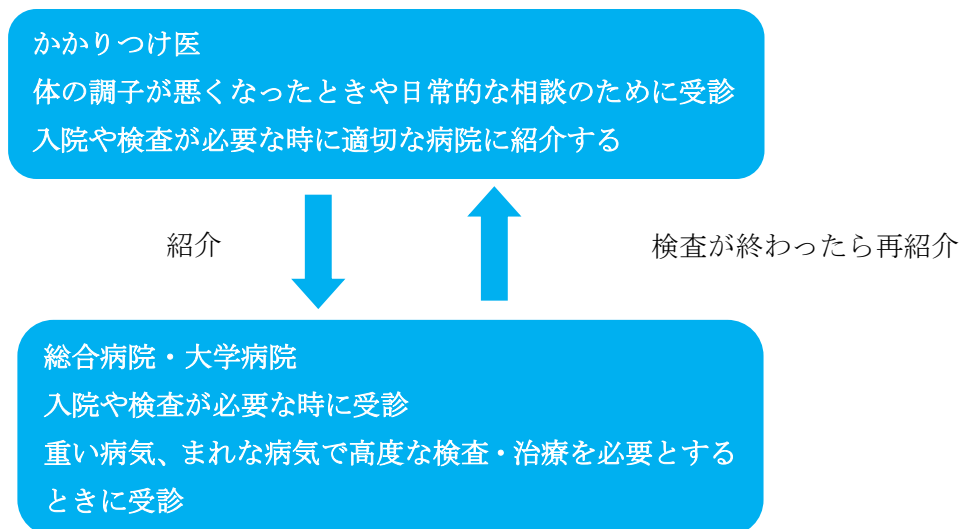 かかりつけ医
体の調子が悪くなったときや日常的な相談のために受診
入院や検査が必要な時に適切な病院に紹介する
紹介
検査が終わったら再紹介
総合病院・大学病院
入院や検査が必要な時に受診
重い病気、まれな病気で高度な検査・治療を必要とする
ときに受診